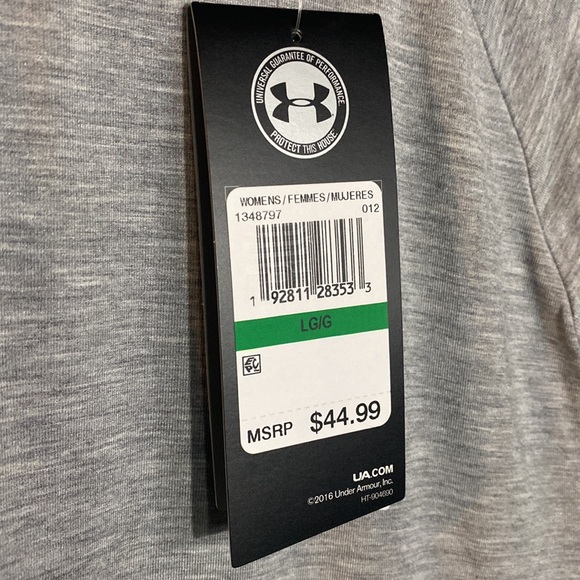 UNIVERSAL GUARANTEE OF PERFORMANCE.
PROTECT THIS HOUSE.
WOMENS/FEMMES/MUJERES
1348797 012
1 92811 28353 3
LG/G
MSRP $44.99
UA.COM
©2016 Under Armour, Inc.
HT-904690